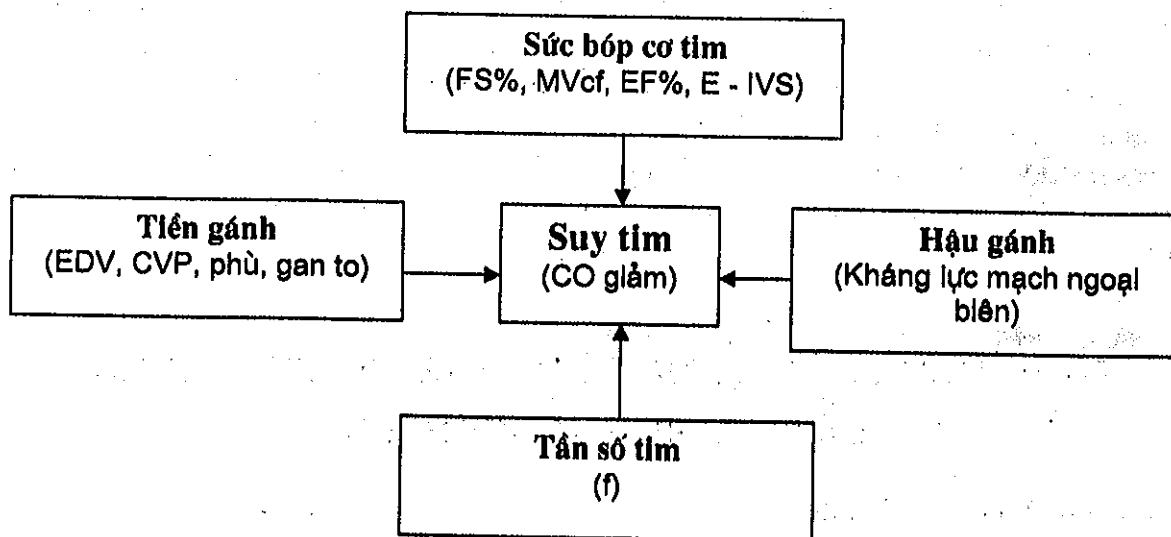 Sức bóp cơ tim
(FS%, MVcf, EF%, E - IVS)
Tiền gánh
(EDV, CVP, phù, gan to)
Suy tim
(CO giảm)
Hậu gánh
(Kháng lực mạch ngoại
biên)
Tần số tim
(f)